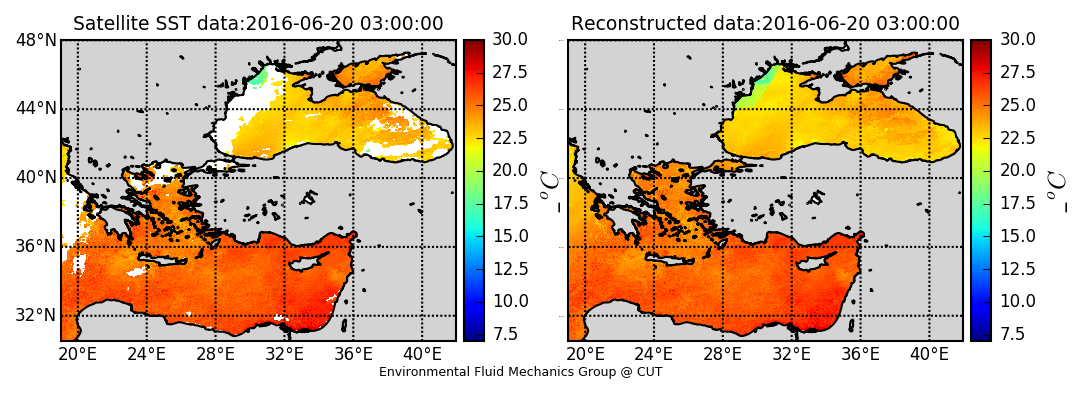 Satellite SST data:2016-06-20 03:00:00
48°N
44°N
40°N
36°N
32°N
20°E 24°E 28°E 32°E 36°E 40°E
30.0
27.5
25.0
22.5
20.0
17.5
15.0
12.5
10.0
7.5
_°C
Reconstructed data:2016-06-20 03:00:00
20°E 24°E 28°E 32°E 36°E 40°E
30.0
27.5
25.0
22.5
20.0
17.5
15.0
12.5
10.0
7.5
_°C
Environmental Fluid Mechanics Group @ CUT